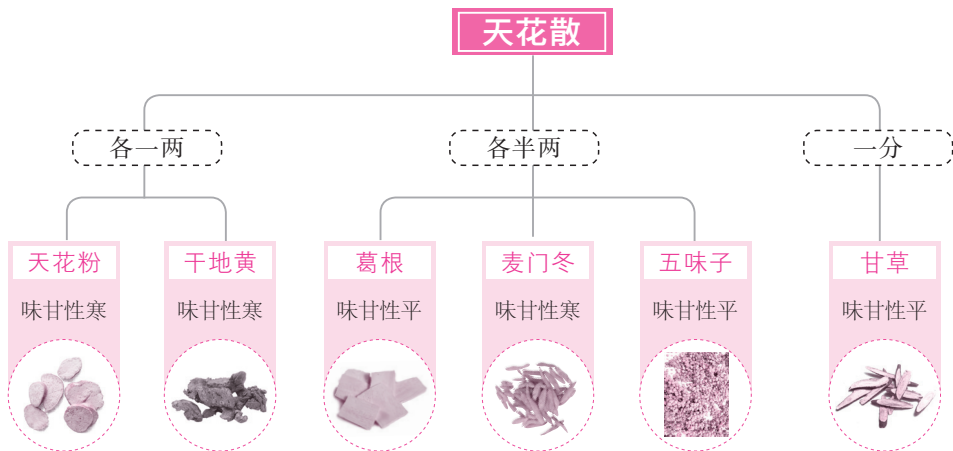 天花散
各一两
各半两
一分
天花粉
干地黄
葛根
麦门冬
五味子
甘草
味甘性寒
味甘性寒
味甘性平
味甘性寒
味甘性平
味甘性平